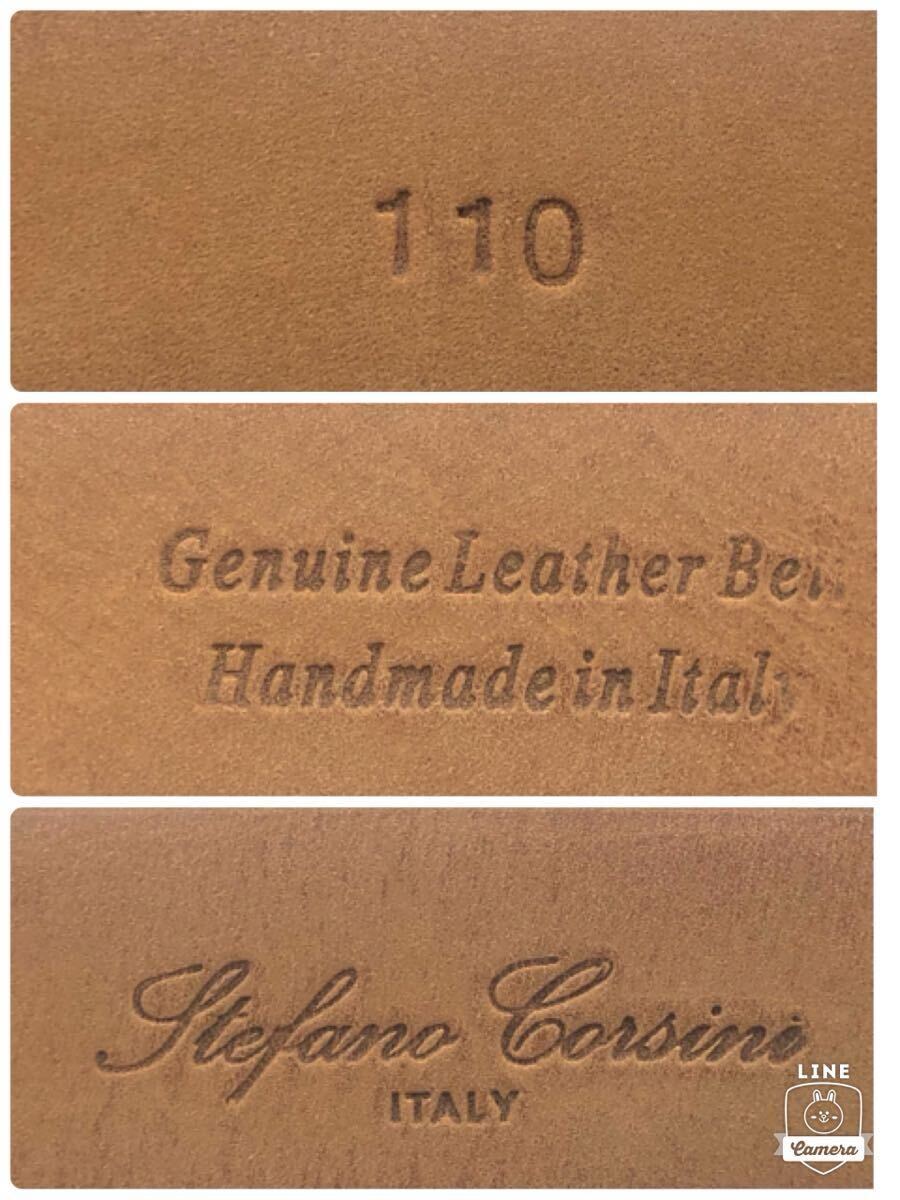 110
Genuine Leather
Handmade in Italy
Stefano Corsini
ITALY
LINE
Camera